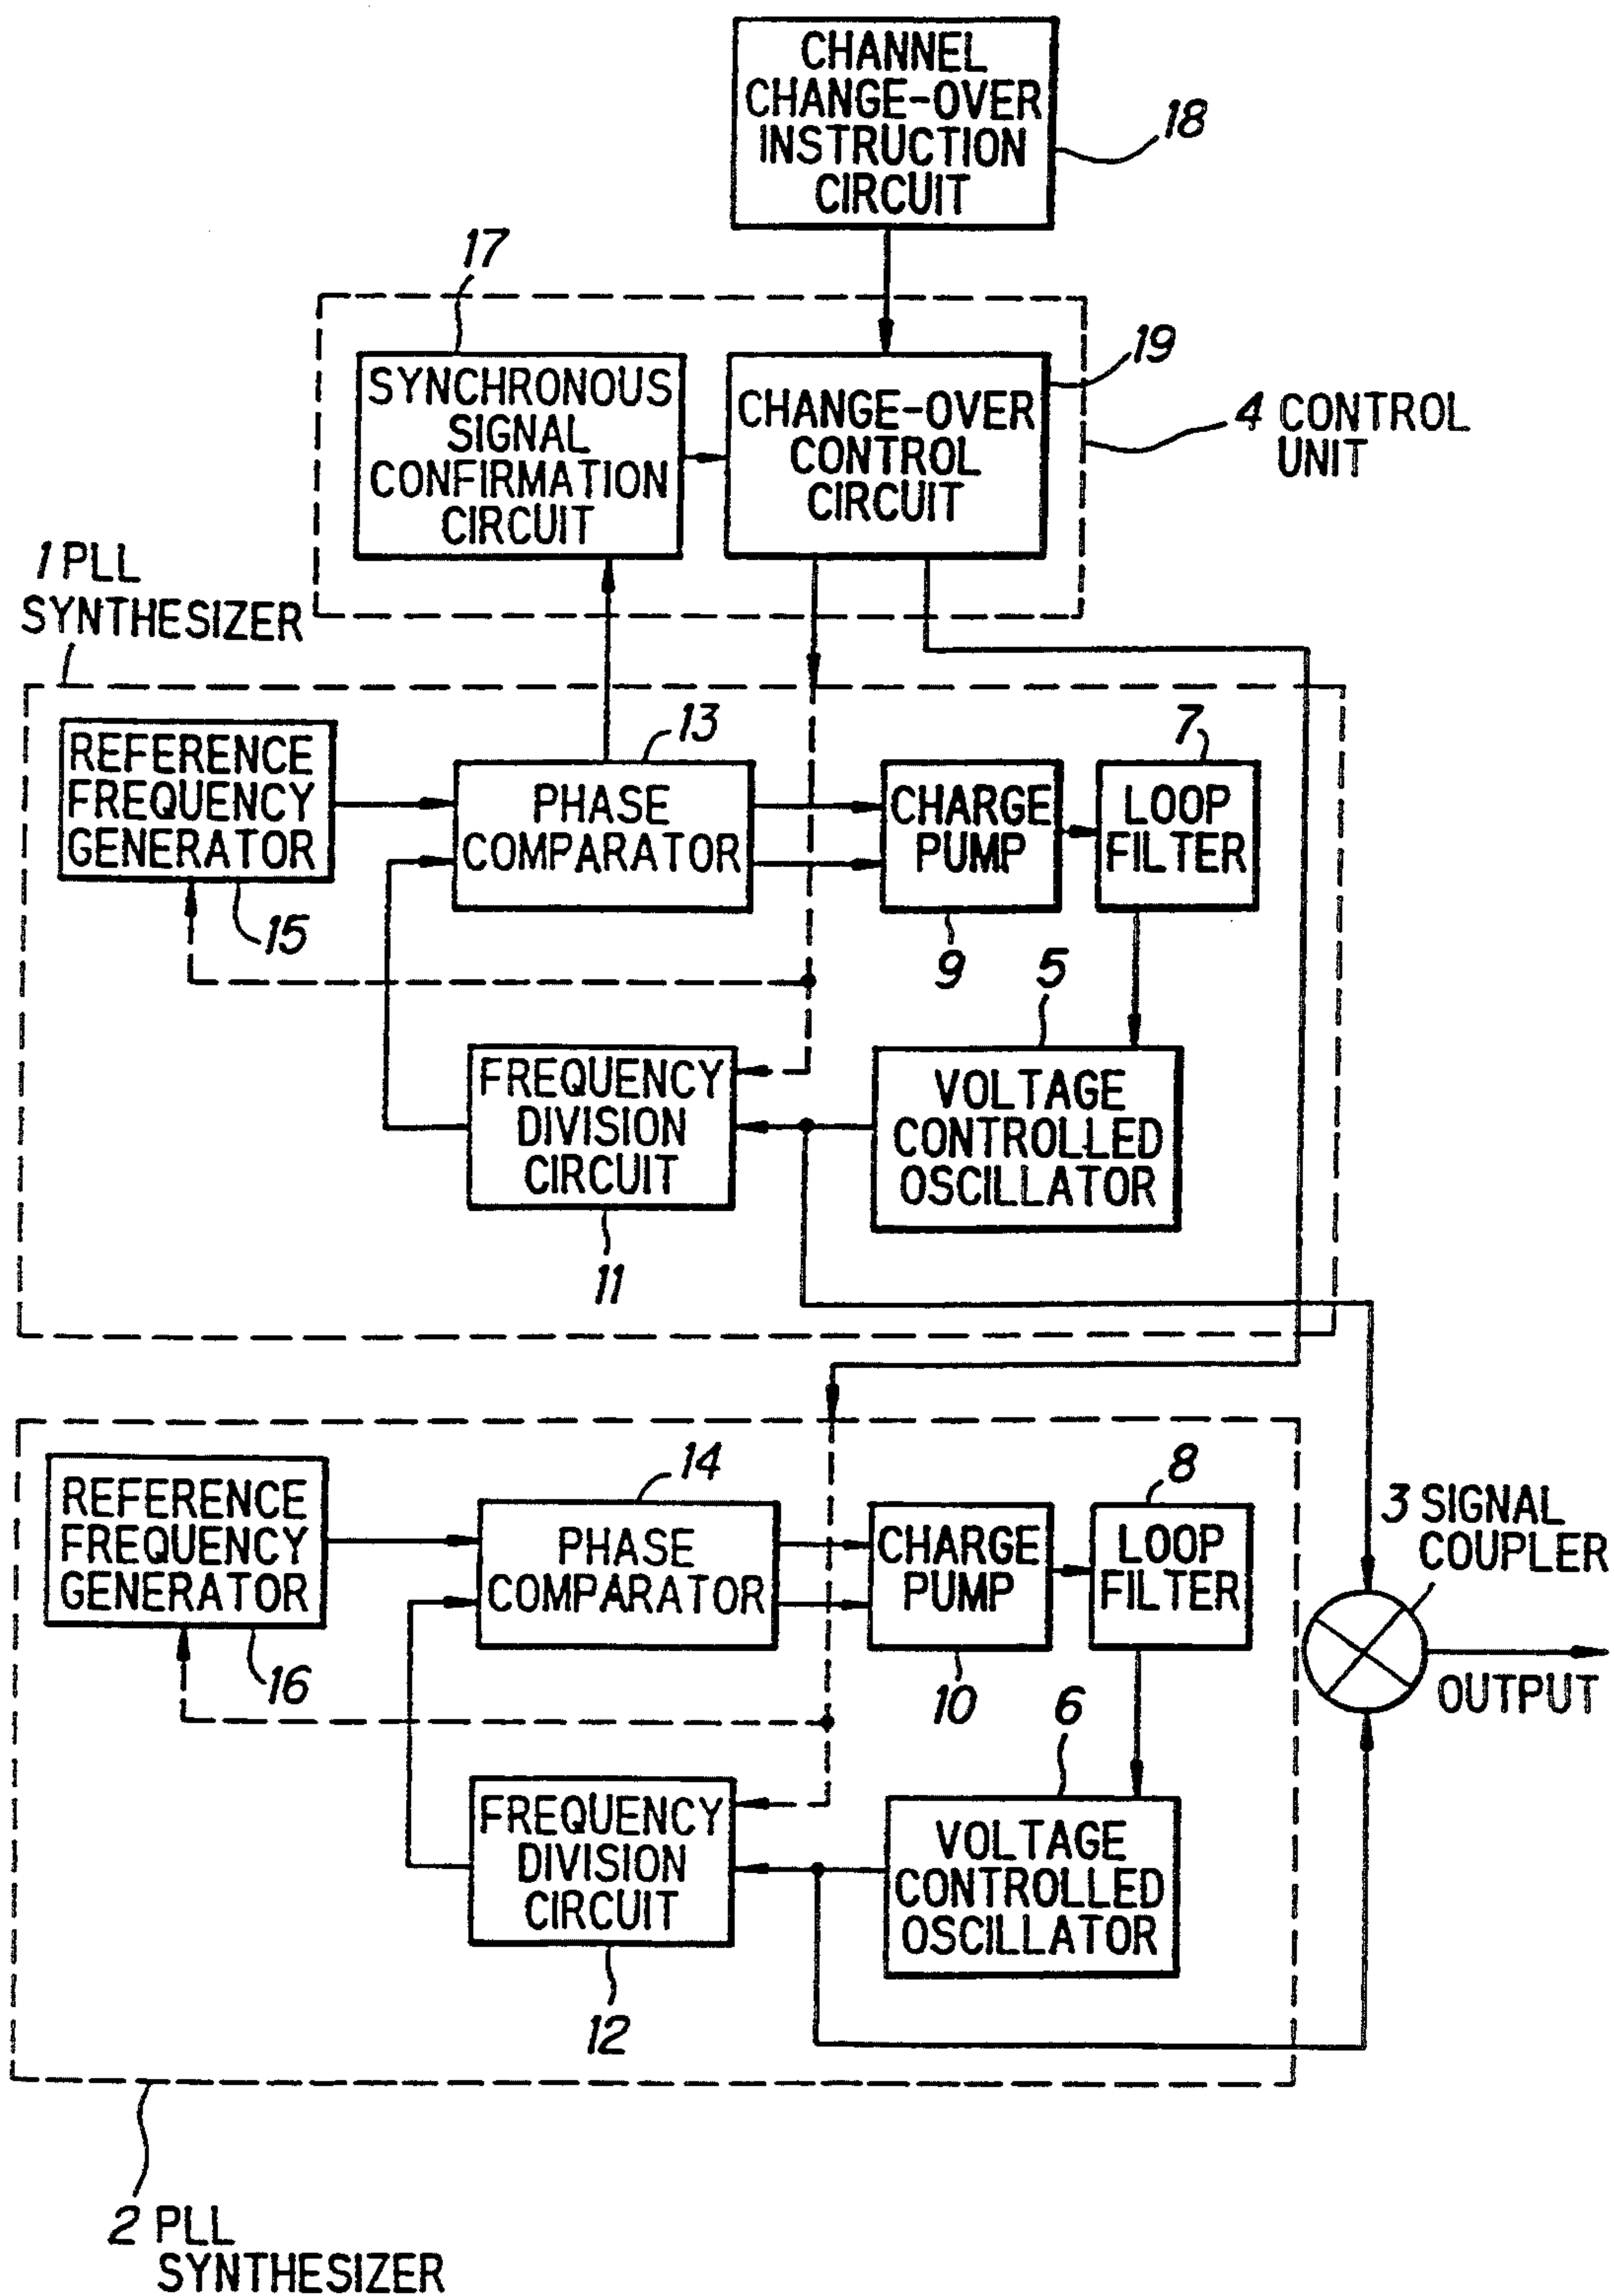 CHANNEL
CHANGE-OVER
INSTRUCTION
CIRCUIT
18
17
SYNCHRONOUS
SIGNAL
CONFIRMATION
CIRCUIT
CHANGE-OVER
CONTROL
CIRCUIT
19
4 CONTROL
UNIT
1 PLL
SYNTHESIZER
REFERENCE
FREQUENCY
GENERATOR
15
13
PHASE
COMPARATOR
CHARGE
PUMP
9
7
LOOP
FILTER
5
FREQUENCY
DIVISION
CIRCUIT
11
VOLTAGE
CONTROLLED
OSCILLATOR
REFERENCE
FREQUENCY
GENERATOR
16
14
PHASE
COMPARATOR
CHARGE
PUMP
10
8
LOOP
FILTER
3 SIGNAL
COUPLER
OUTPUT
6
FREQUENCY
DIVISION
CIRCUIT
12
VOLTAGE
CONTROLLED
OSCILLATOR
2 PLL
SYNTHESIZER